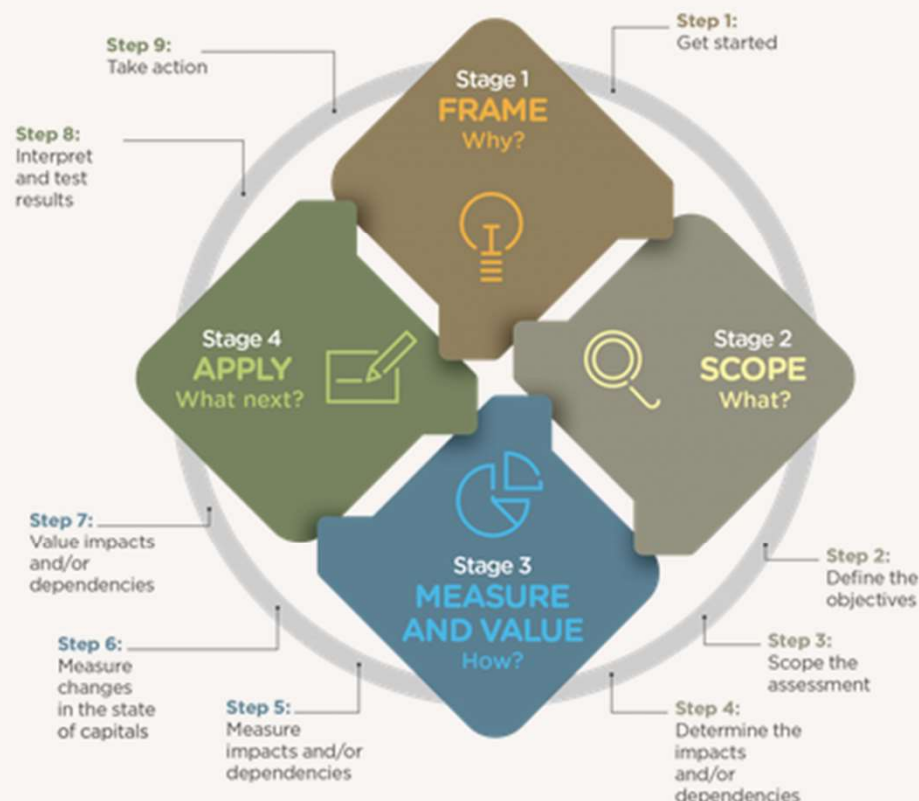 Stage 1
FRAME
Why?
Step 1:
Get started
Stage 2
SCOPE
What?
Step 2:
Define the
objectives
Step 3:
Scope the
assessment
Step 4:
Determine the
impacts
and/or
dependencies
Stage 3
MEASURE
AND VALUE
How?
Step 5:
Measure
impacts and/or
dependencies
Step 6:
Measure
changes
in the state
of capitals
Step 7:
Value impacts
and/or
dependencies
Stage 4
APPLY
What next?
Step 8:
Interpret
and test
results
Step 9:
Take action